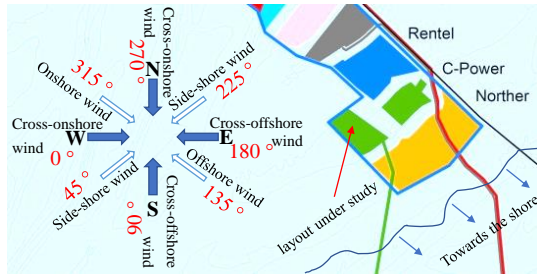 Cross-onshore
wind
270°
N
315°
Onshore wind
Side-shore wind
225°
Cross-onshore
wind
W
0°
E
Cross-offshore
wind
180°
45°
Side-shore wind
S
90°
Cross-offshore
wind
Offshore wind
135°
Rentel
C-Power
Norther
layout under study
Towards the shore